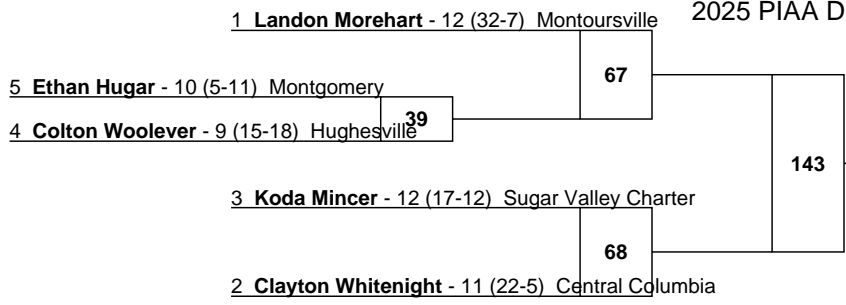 1 Landon Morehart - 12 (32-7) Montoursville
2025 PIAA D
67
5 Ethan Hugar - 10 (5-11) Montgomery
39
4 Colton Woolever - 9 (15-18) Hughesville
143
3 Koda Mincer - 12 (17-12) Sugar Valley Charter
68
2 Clayton Whitenight - 11 (22-5) Central Columbia